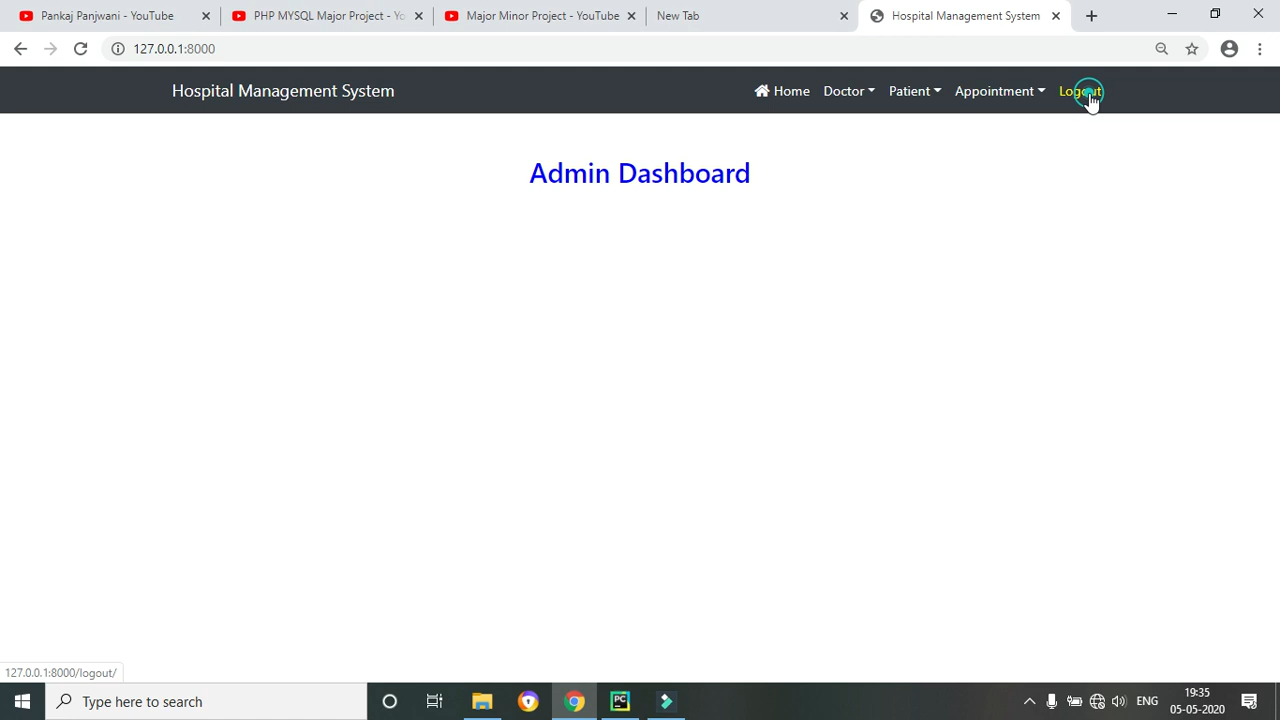 Pankaj Panjwani - YouTube
PHP MYSQL Major Project - Yo
Major Minor Project - YouTube
New Tab
Hospital Management System
127.0.0.1:8000
Hospital Management System
Home Doctor Patient Appointment Logout
Admin Dashboard
127.0.0.1:8000/logout/
Type here to search
PC
ENG
19:35
05-05-2020